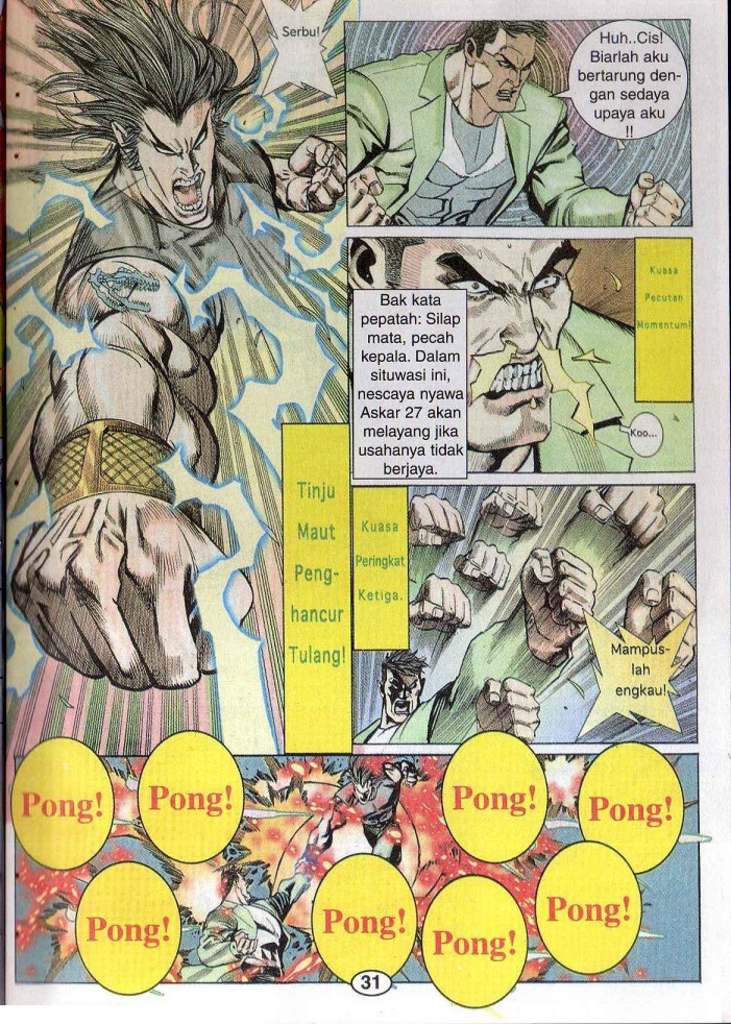 Serbu!
Huh..Cis!
Biarlah aku
bertarung den-
gan sedaya
upaya aku
!!
Kuasa
Pecutan
Momentum!
Bak kata
pepatah: Silap
mata, pecah
kepala. Dalam
situwasi ini,
nescaya nyawa
Askar 27 akan
melayang jika
usahanya tidak
berjaya.
Koo...
Tinju
Maut
Peng-
hancur
Tulang!
Kuasa
Peringkat
Ketiga.
Mampus-
lah
engkau!
Pong!
Pong!
Pong!
Pong!
Pong!
Pong!
Pong!
Pong!
31